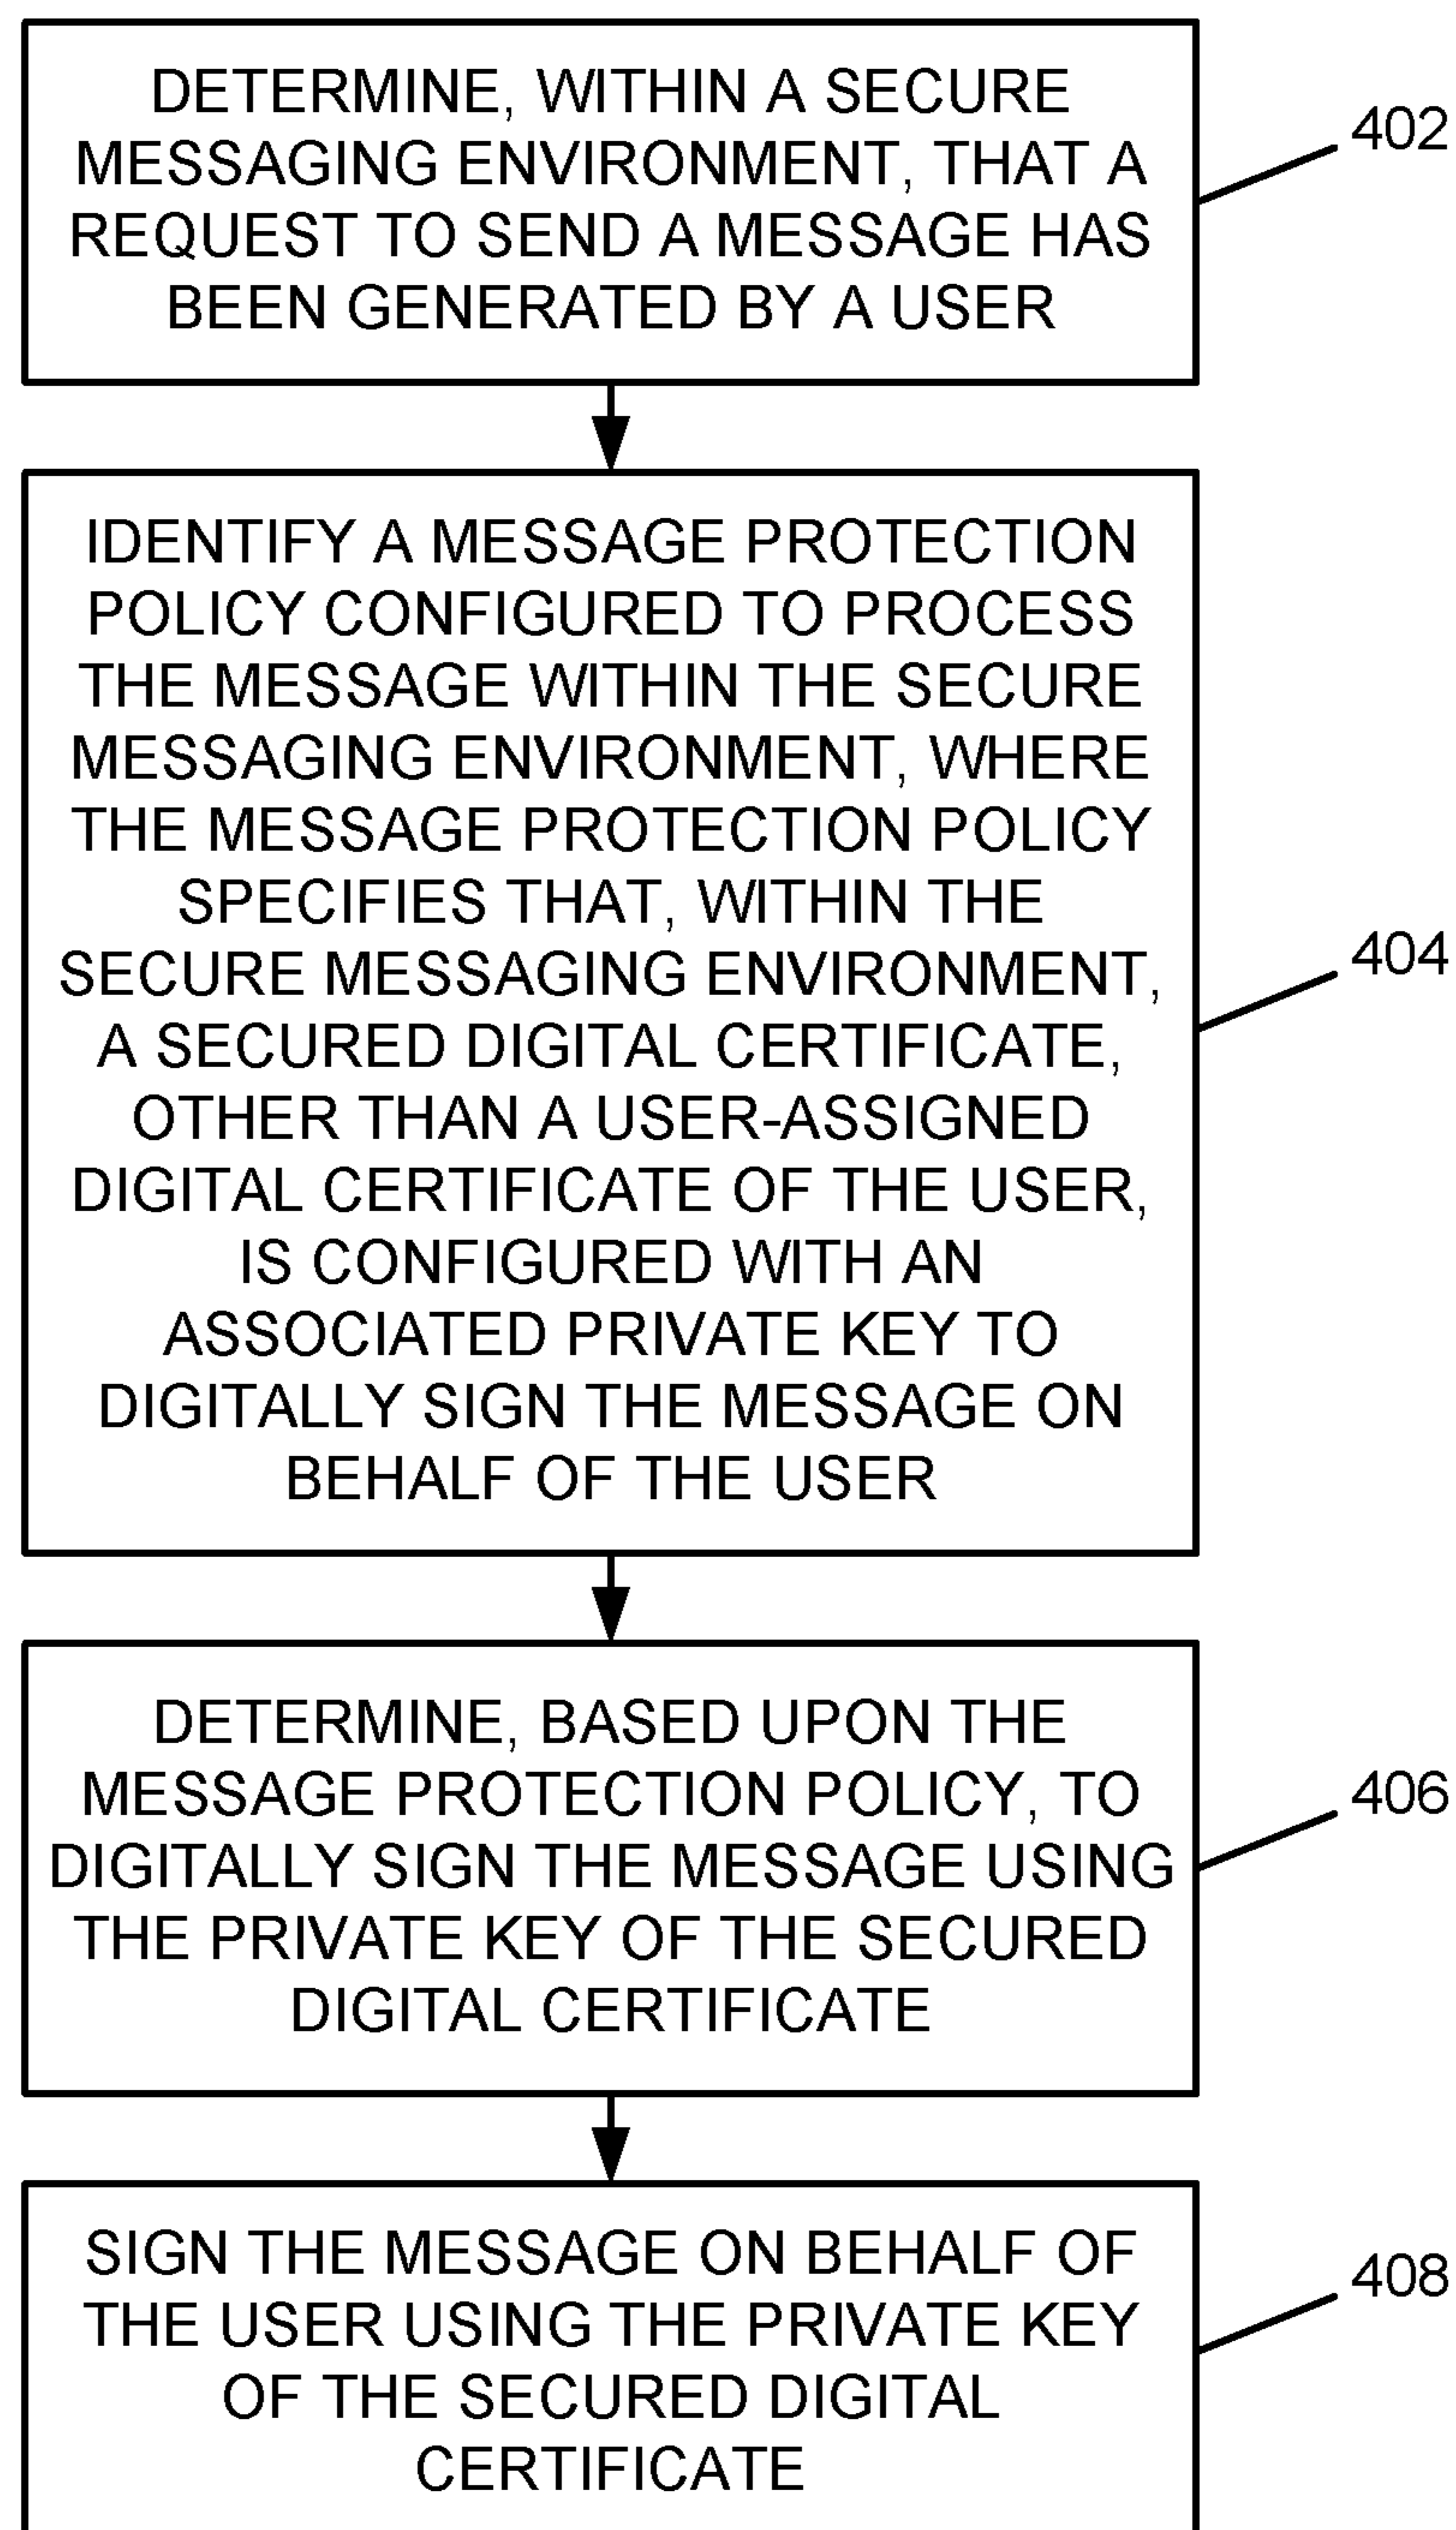 DETERMINE, WITHIN A SECURE
MESSAGING ENVIRONMENT, THAT A
REQUEST TO SEND A MESSAGE HAS
BEEN GENERATED BY A USER
402
IDENTIFY A MESSAGE PROTECTION
POLICY CONFIGURED TO PROCESS
THE MESSAGE WITHIN THE SECURE
MESSAGING ENVIRONMENT, WHERE
THE MESSAGE PROTECTION POLICY
SPECIFIES THAT, WITHIN THE
SECURE MESSAGING ENVIRONMENT,
A SECURED DIGITAL CERTIFICATE,
OTHER THAN A USER-ASSIGNED
DIGITAL CERTIFICATE OF THE USER,
IS CONFIGURED WITH AN
ASSOCIATED PRIVATE KEY TO
DIGITALLY SIGN THE MESSAGE ON
BEHALF OF THE USER
404
DETERMINE, BASED UPON THE
MESSAGE PROTECTION POLICY, TO
DIGITALLY SIGN THE MESSAGE USING
THE PRIVATE KEY OF THE SECURED
DIGITAL CERTIFICATE
406
SIGN THE MESSAGE ON BEHALF OF
THE USER USING THE PRIVATE KEY
OF THE SECURED DIGITAL
CERTIFICATE
408